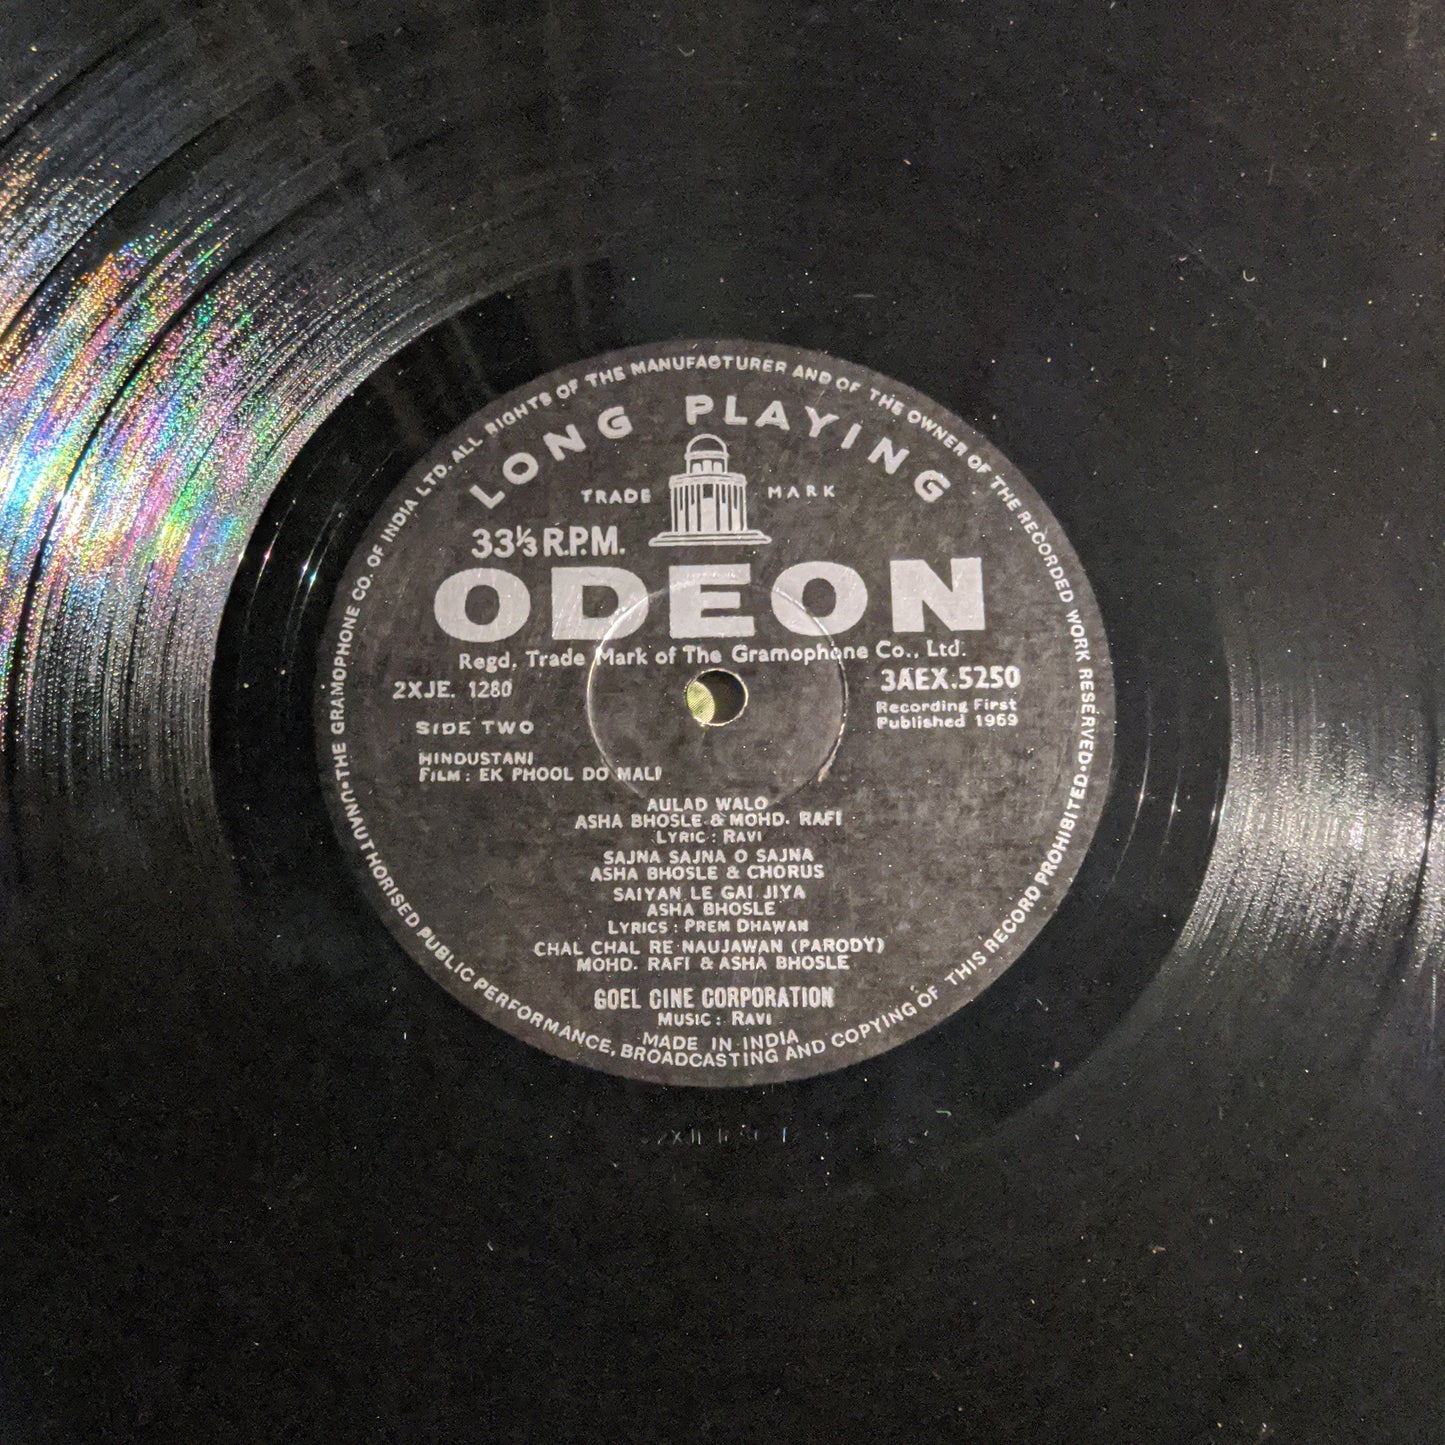 LONG PLAYING
TRADE MARK
33⅓ R.P.M.
ODEON
Regd. Trade Mark of The Gramophone Co., Ltd.
2XJE. 1280
3AEX.5250
Recording First
Published 1969
SIDE TWO
HINDUSTANI
FILM : EK PHOOL DO MALI
AULAD WALO
ASHA BHOSLE & MOHD. RAFI
LYRIC : RAVI
SAJNA SAJNA O SAJNA
ASHA BHOSLE & CHORUS
SAIYAN LE GAI JIYA
ASHA BHOSLE
LYRICS : PREM DHAWAN
CHAL CHAL RE NAUJAWAN (PARODY)
MOHD. RAFI & ASHA BHOSLE
GOEL CINE CORPORATION
MUSIC : RAVI
MADE IN INDIA
THE GRAMOPHONE CO. OF INDIA LTD. ALL RIGHTS OF THE MANUFACTURER AND OF THE OWNER OF THE RECORDED WORK RESERVED • UNAUTHORISED PUBLIC PERFORMANCE, BROADCASTING AND COPYING OF THIS RECORD PROHIBITED •